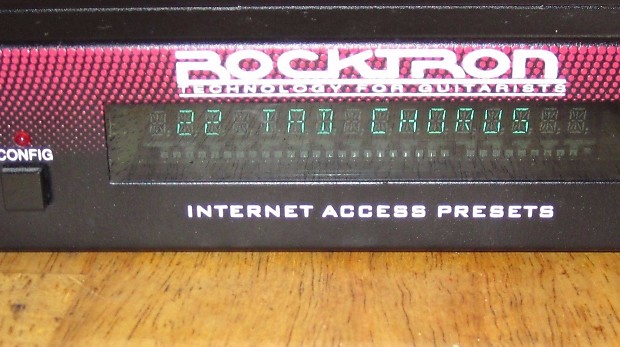 ROCKTRON
TECHNOLOGY FOR GUITARISTS
22 TAD CHORUS
CONFIG
INTERNET ACCESS PRESETS